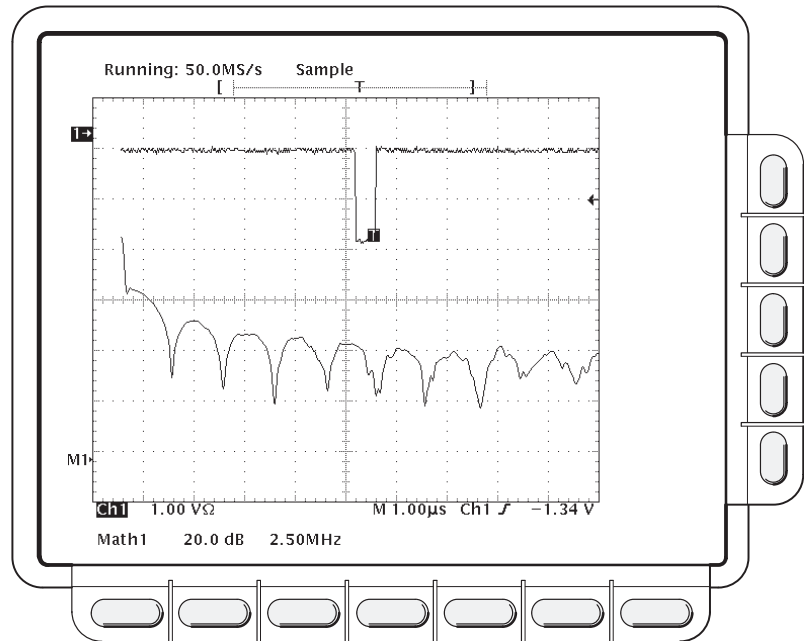 Running: 50.0MS/s Sample
[ T ]
1→
T
M1
Ch1 1.00 VΩ M 1.00µs Ch1 ∫ −1.34 V
Math1 20.0 dB 2.50MHz